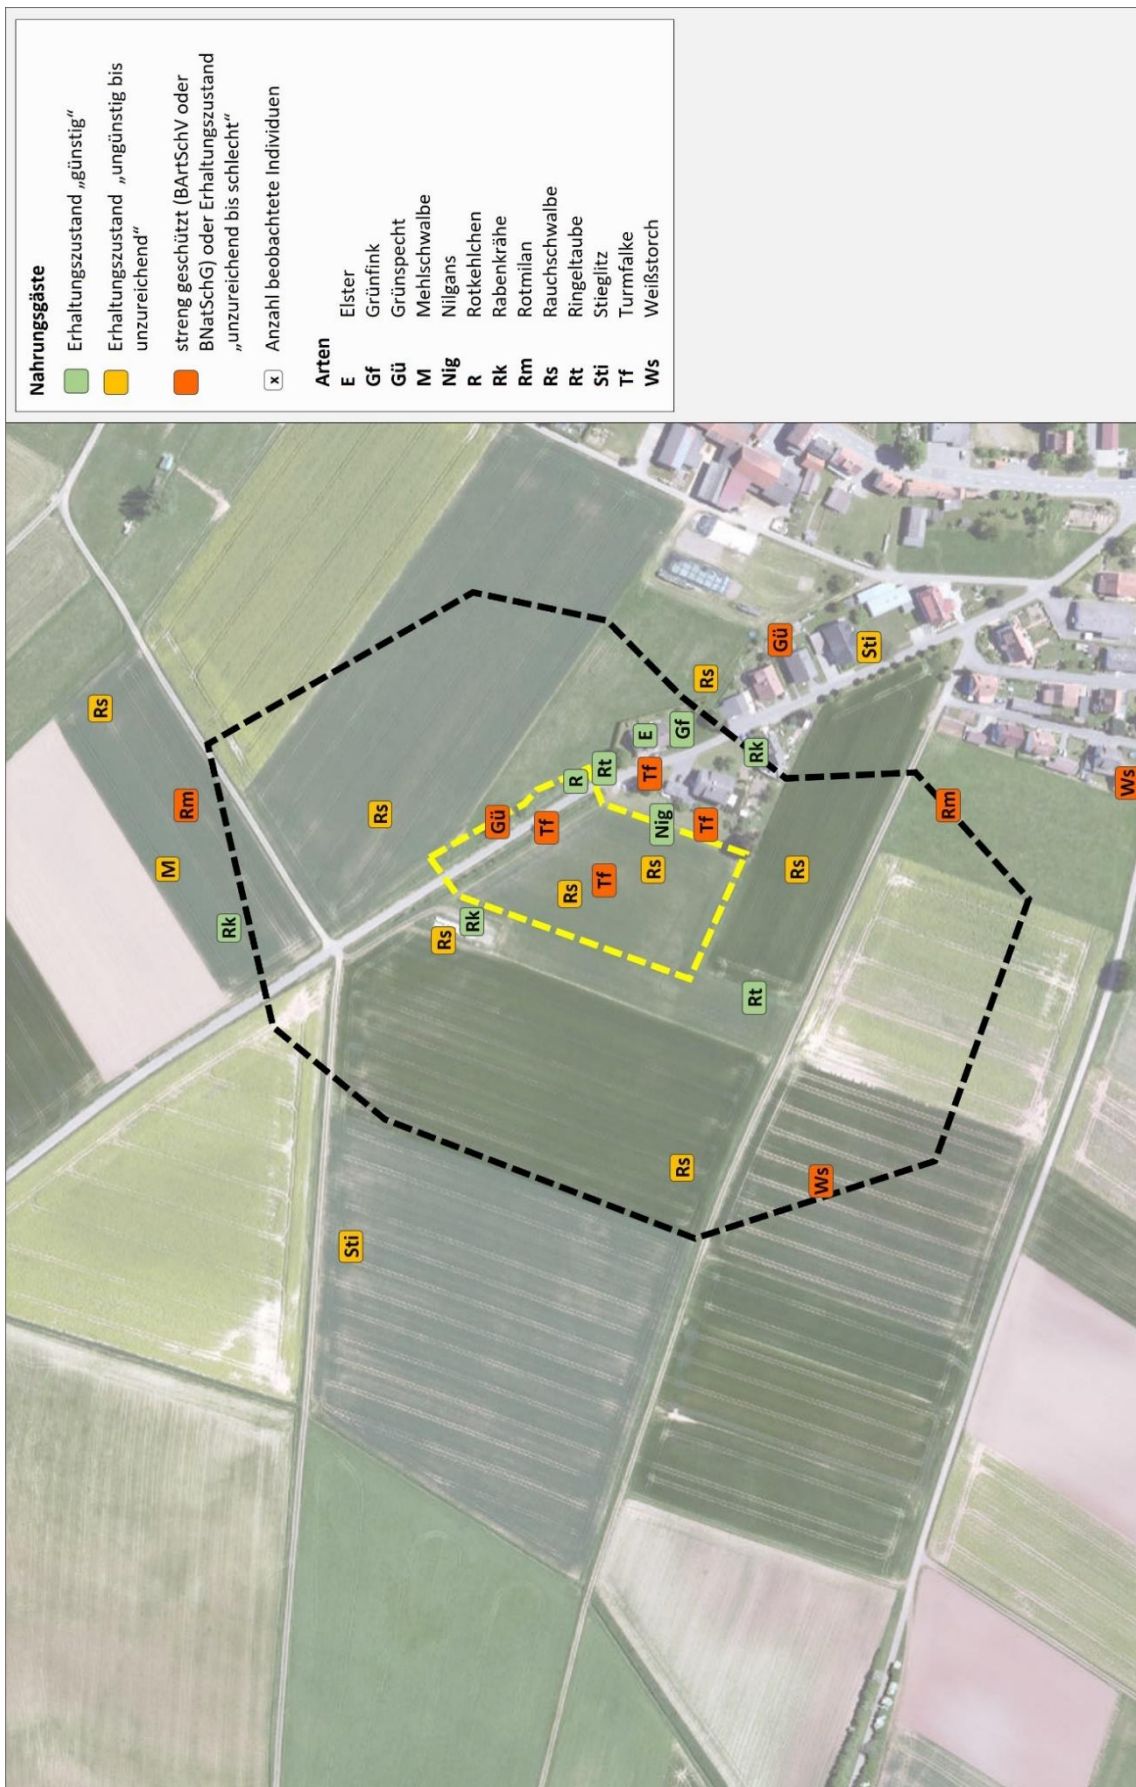 Nahrungsgäste
Erhaltungszustand „günstig“
Erhaltungszustand „ungünstig bis
unzureichend“
streng geschützt (BArtSchV oder
BNatSchG) oder Erhaltungszustand
„unzureichend bis schlecht“
x Anzahl beobachtete Individuen
Arten
E Elster
Gf Grünfink
Gü Grünspecht
M Mehlschwalbe
Nig Nilgans
R Rotkehlchen
Rk Rabenkrähe
Rm Rotmilan
Rs Rauchschwalbe
Rt Ringeltaube
Sti Stieglitz
Tf Turmfalke
Ws Weißstorch
Sti
Rs
Ws
Rt
Rs
Rk
Rk
M
Rm
Rs
Rs
Rs
Tf
Rs
Rs
Gü
Tf
Nig
Tf
R
Rt
Tf
E
Gf
Rk
Rm
Ws
Rs
Gü
Sti